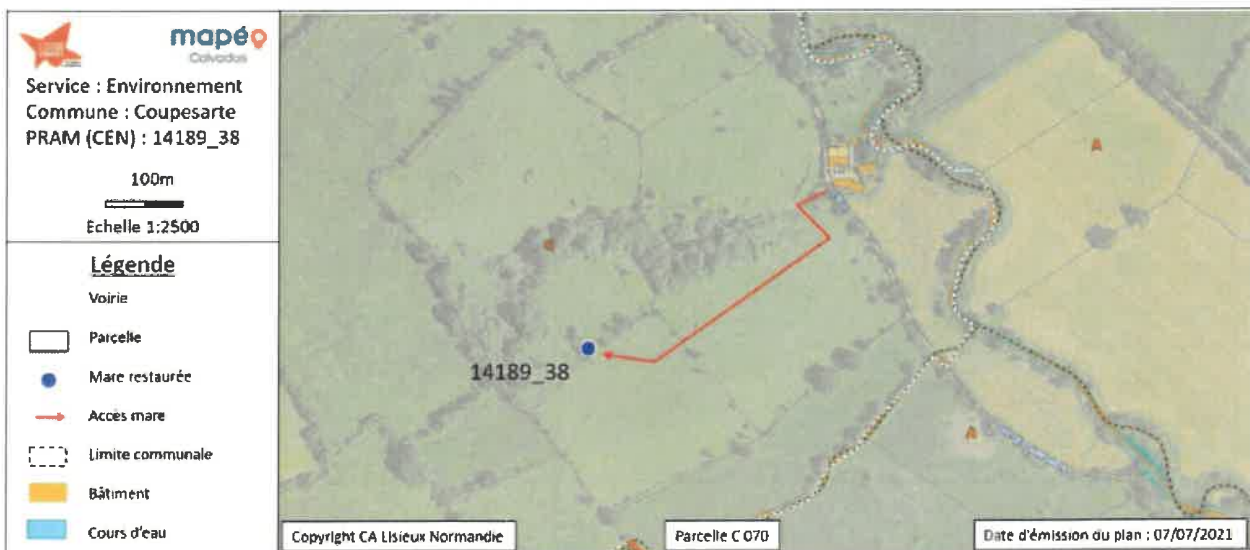 mapéo
Calvados
Service : Environnement
Commune : Coupesarte
PRAM (CEN) : 14189_38
100m
Echelle 1:2500
Légende
Voirie
Parcelle
Mare restaurée
Accès mare
Limite communale
Bâtiment
Cours d'eau
14189_38
A
A
Copyright CA Lisieux Normandie
Parcelle C 070
Date d'émission du plan : 07/07/2021